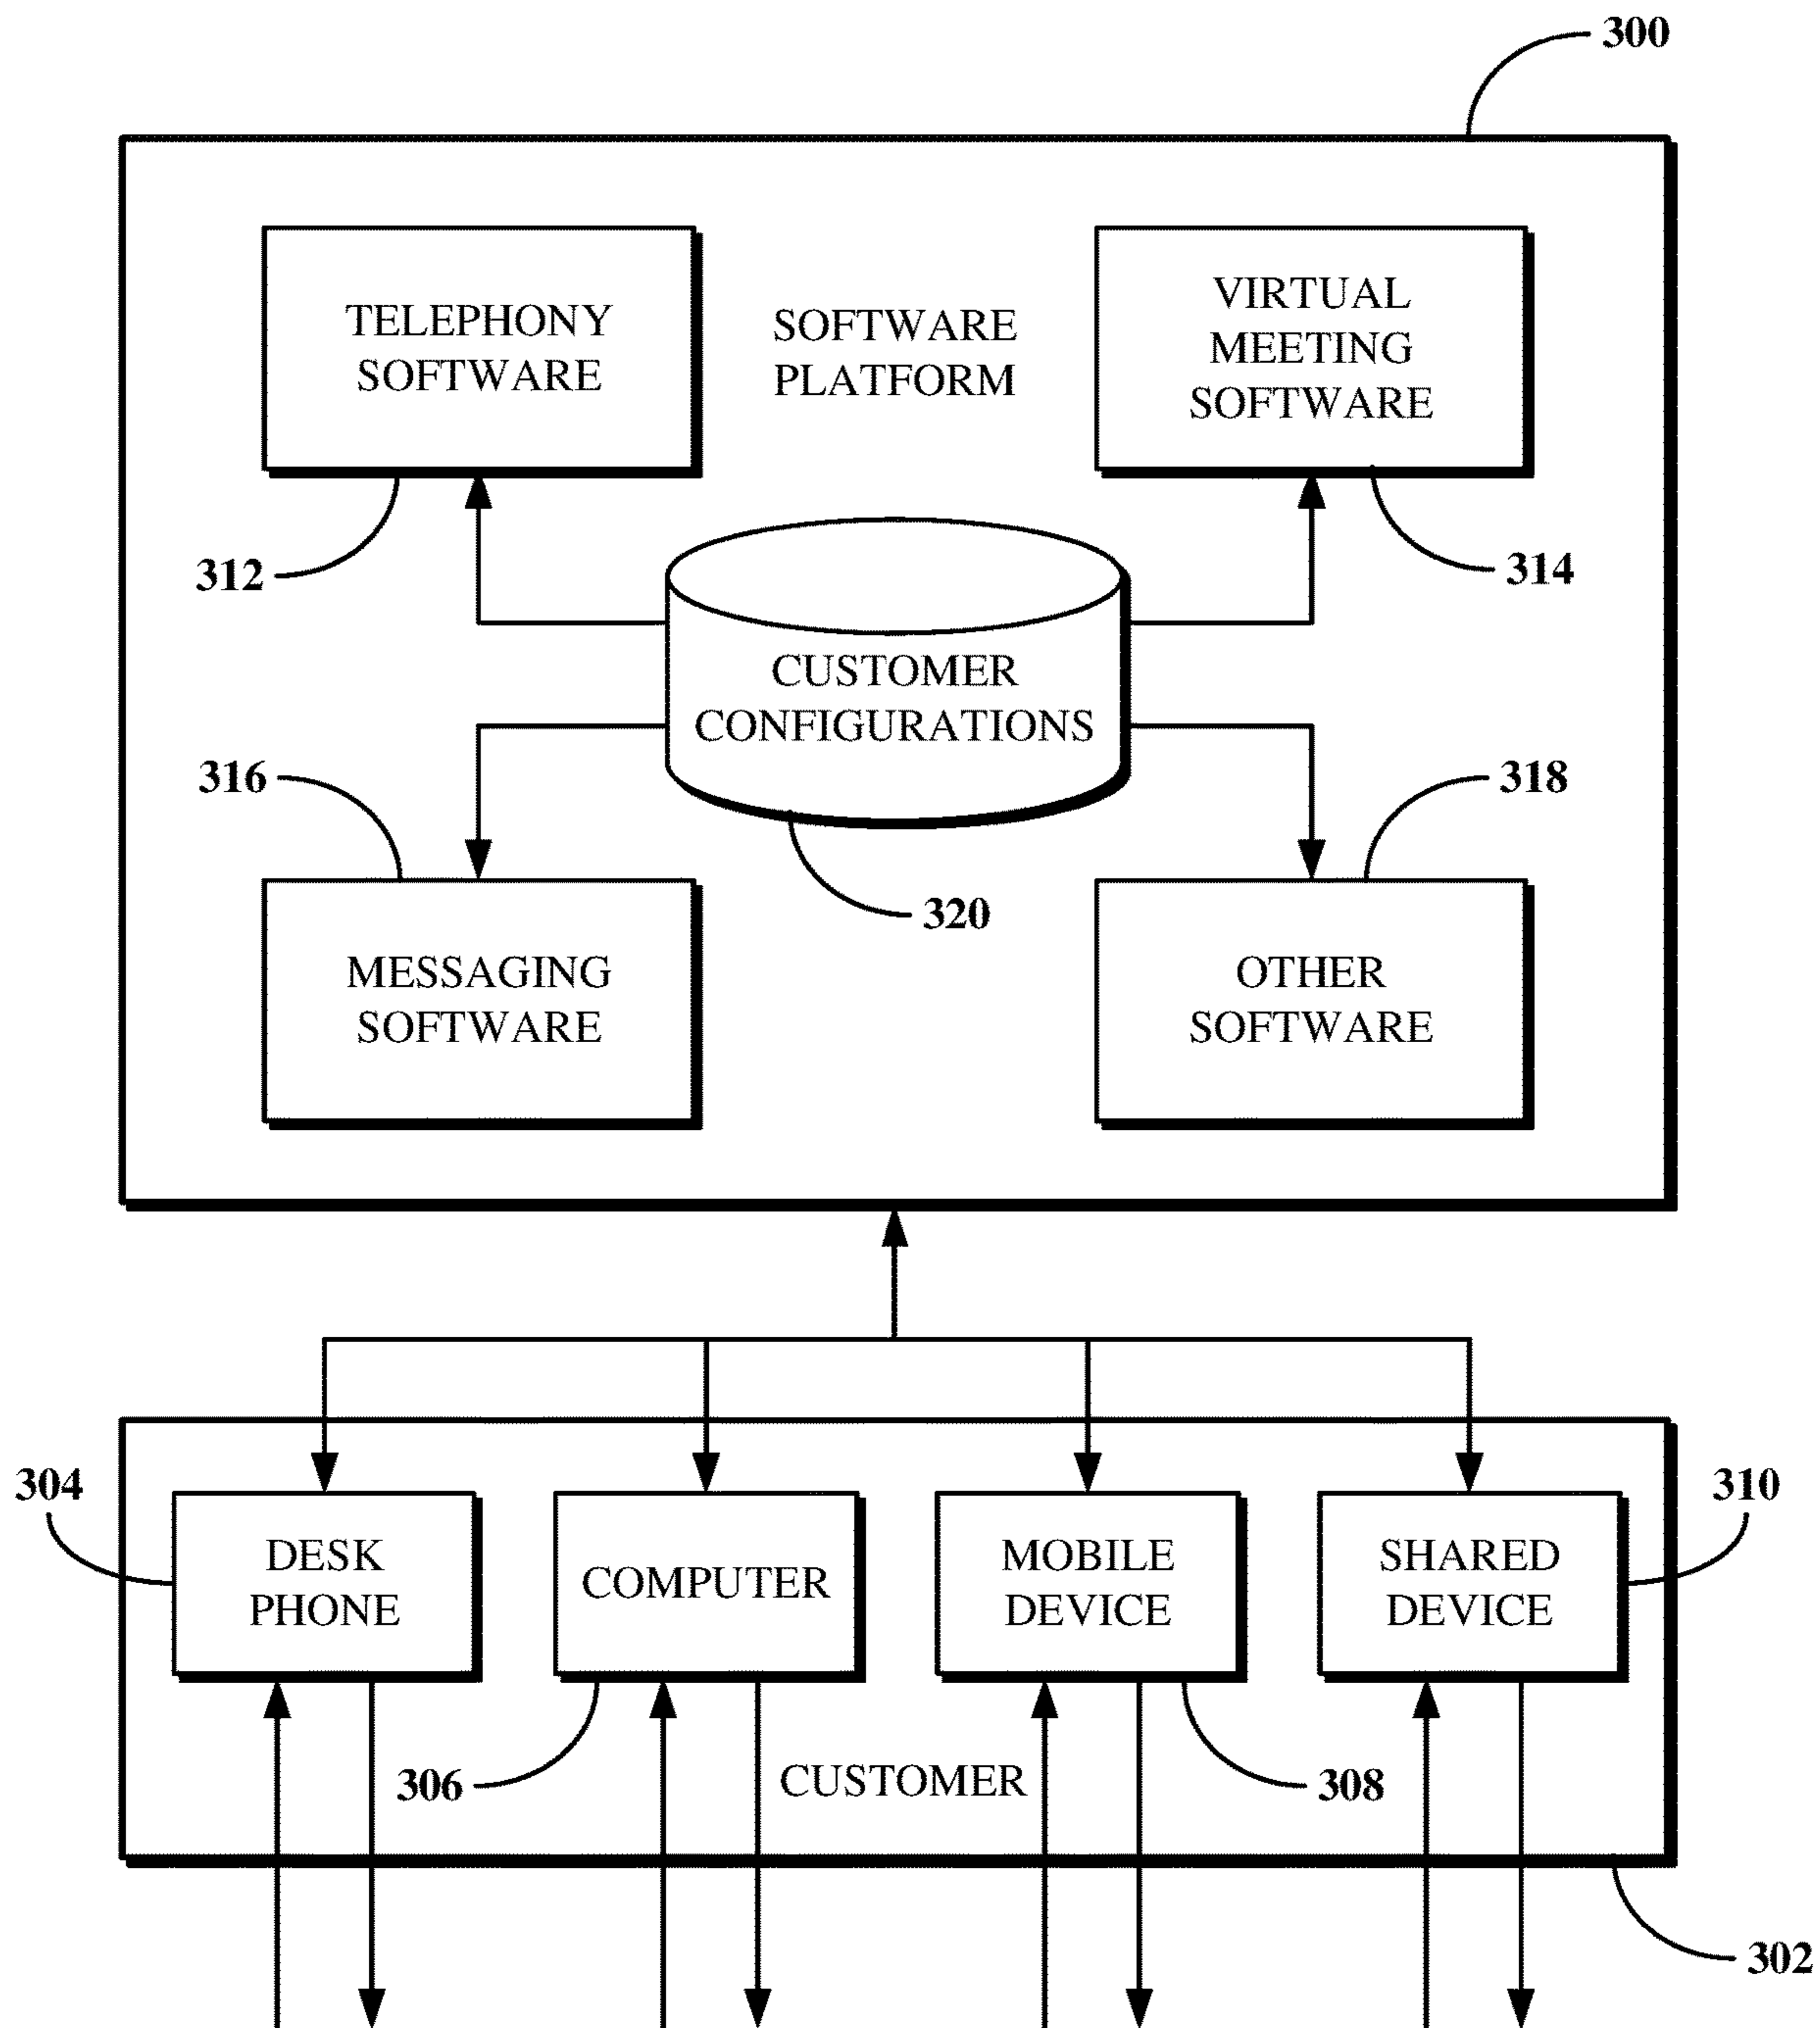 300
TELEPHONY
SOFTWARE
SOFTWARE
PLATFORM
VIRTUAL
MEETING
SOFTWARE
312
314
CUSTOMER
CONFIGURATIONS
316
318
320
MESSAGING
SOFTWARE
OTHER
SOFTWARE
304
310
DESK
PHONE
COMPUTER
MOBILE
DEVICE
SHARED
DEVICE
306
CUSTOMER
308
302